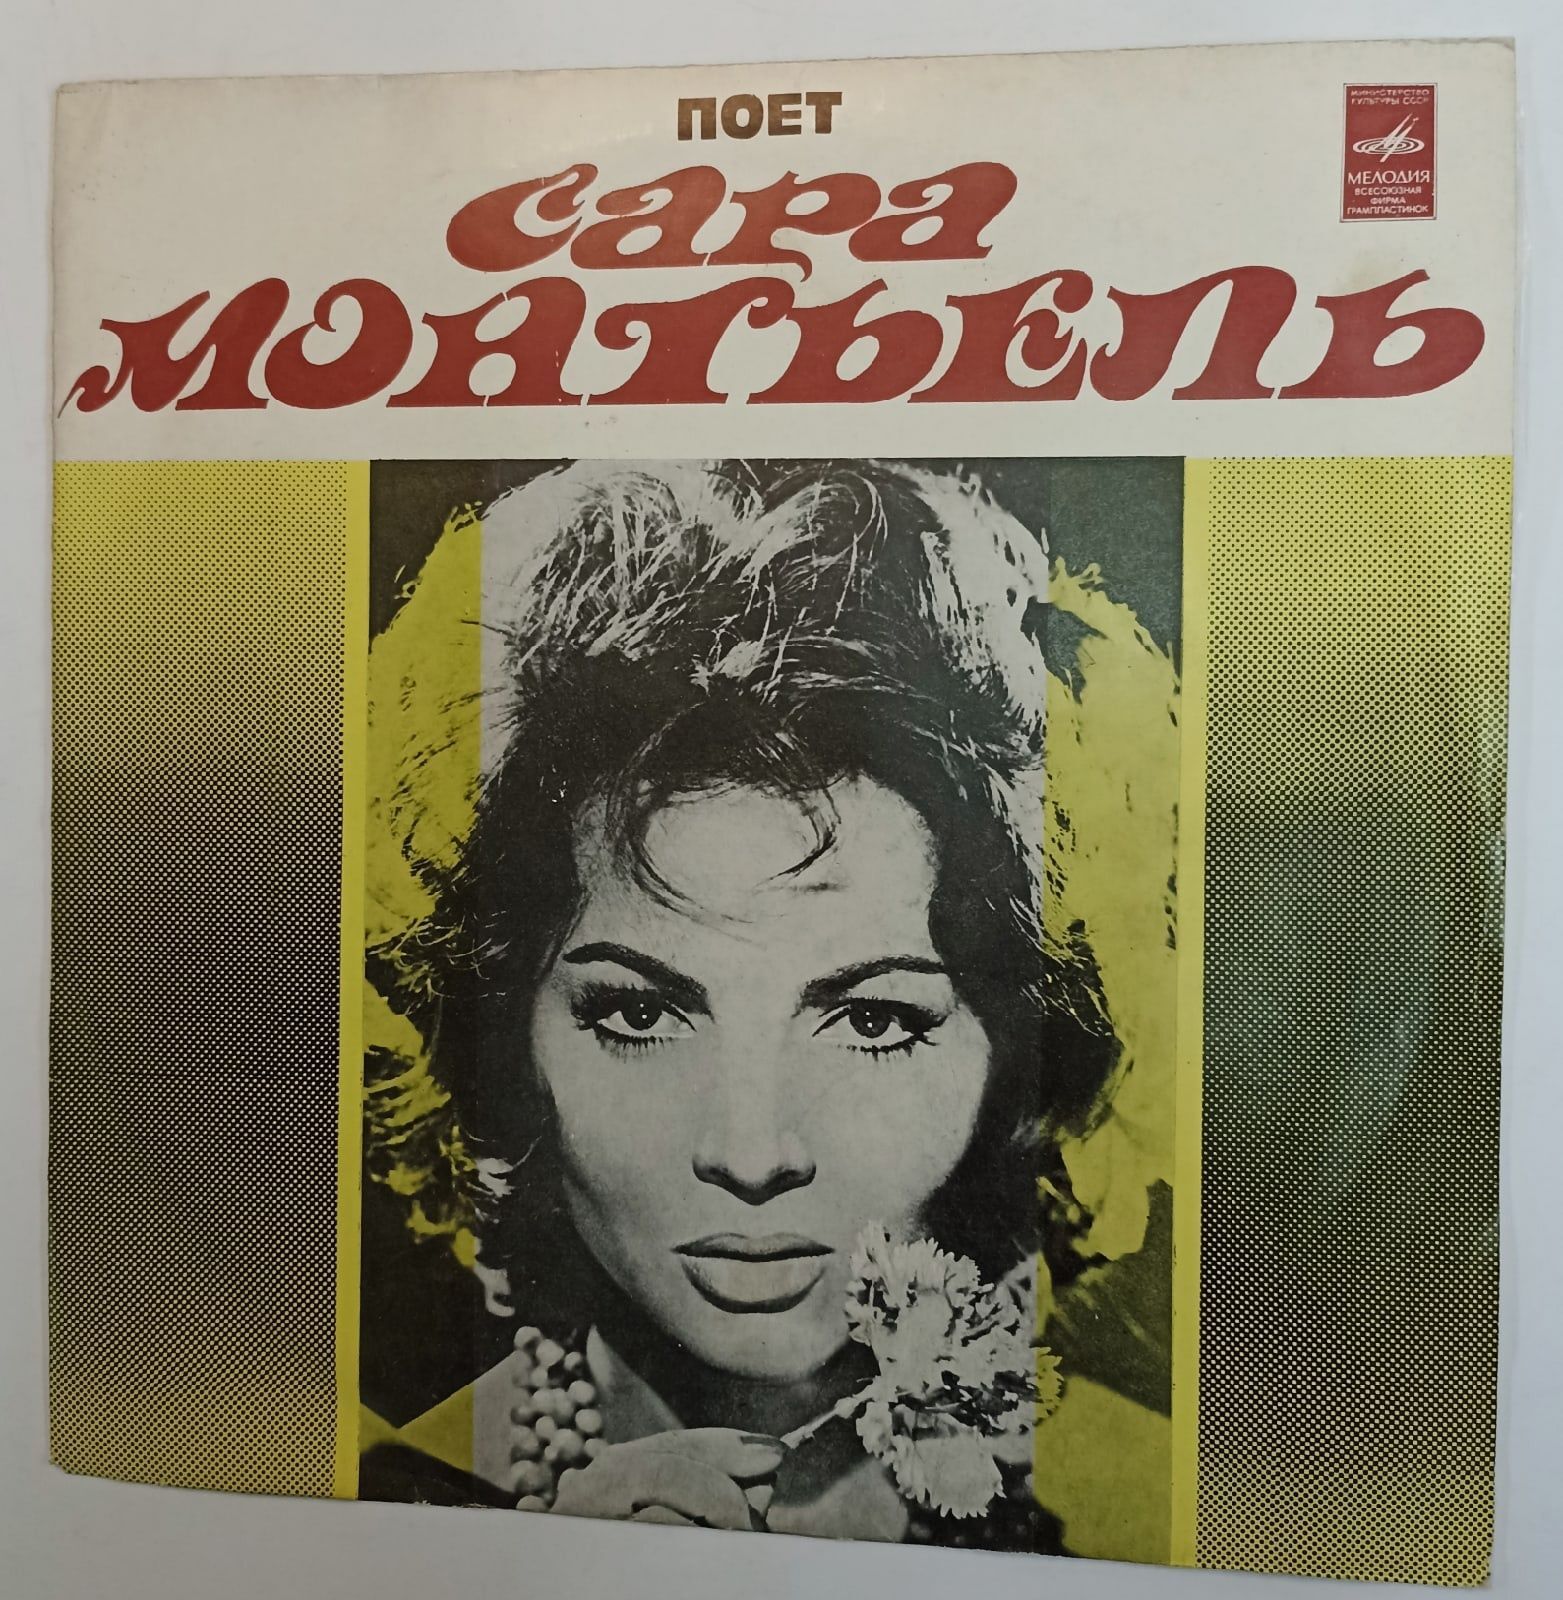 ПОЕТ
сара
МОНТЬЕЛЬ
МИНИСТЕРСТВО
КУЛЬТУРЫ СССР
МЕЛОДИЯ
ВСЕСОЮЗНАЯ
ФИРМА
ГРАМПЛАСТИНОК